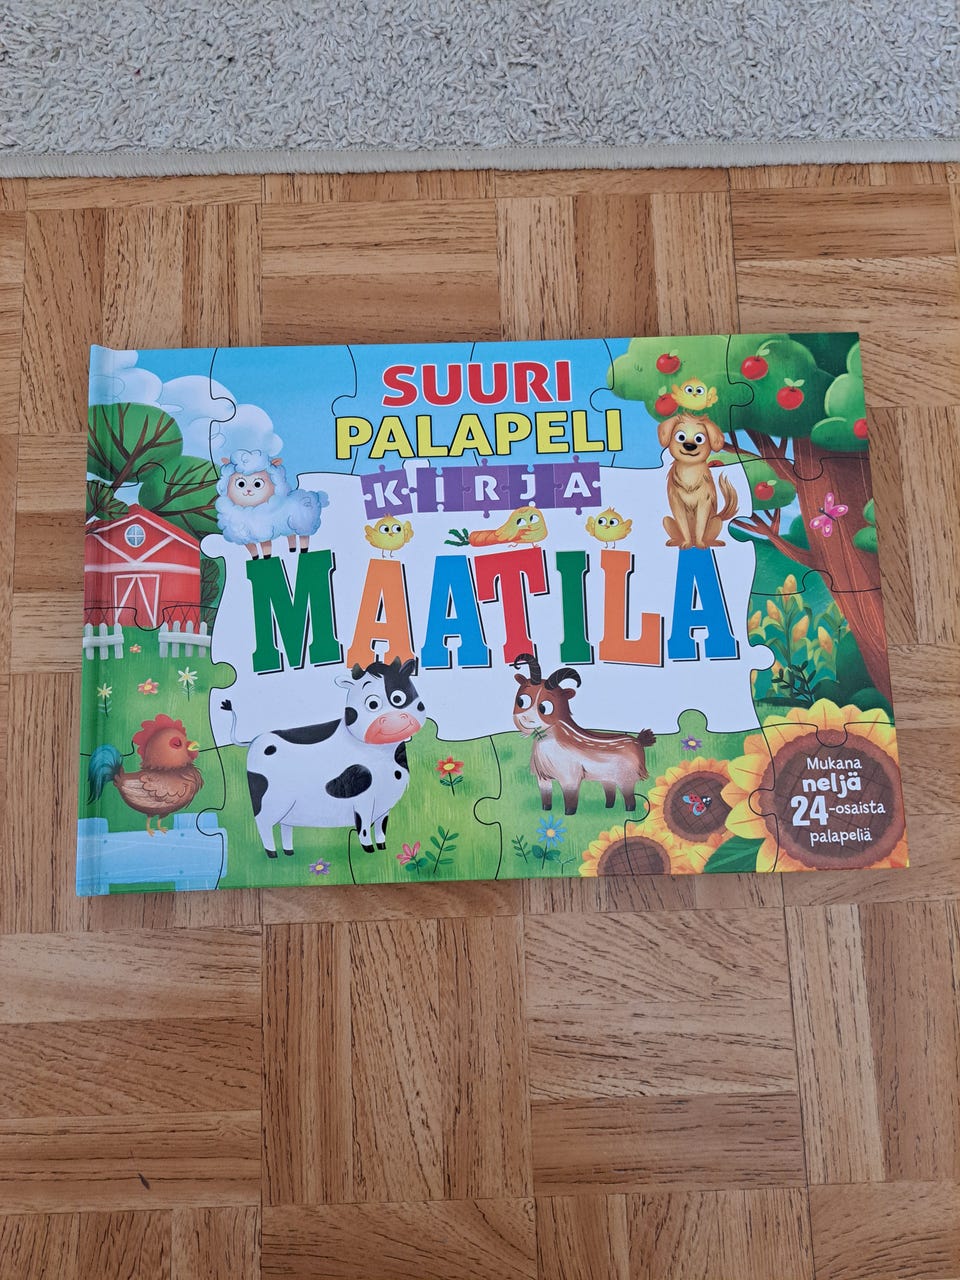 SUURI
PALAPELI
KIRJA
MAATILA
Mukana
neljä
24-osaista
palapeliä